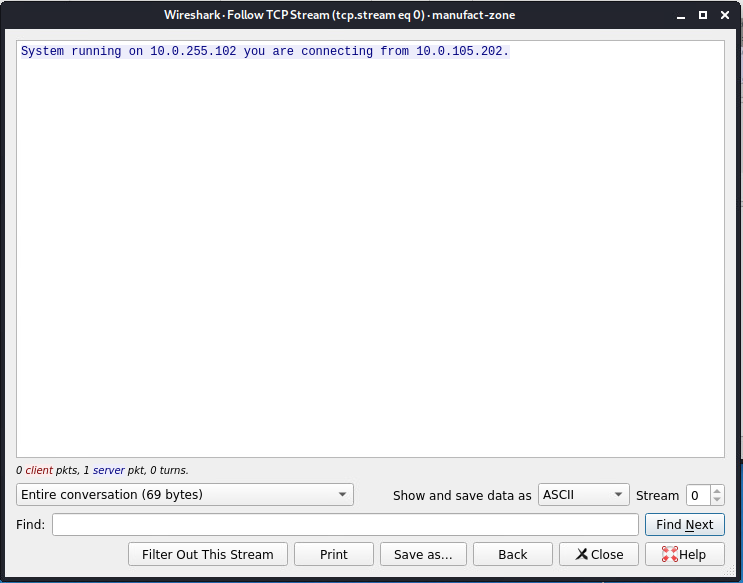 Wireshark · Follow TCP Stream (tcp.stream eq 0) · manufact-zone
System running on 10.0.255.102 you are connecting from 10.0.105.202.
0 client pkts, 1 server pkt, 0 turns.
Entire conversation (69 bytes) Show and save data as ASCII Stream 0
Find: Find Next
Filter Out This Stream Print Save as... Back Close Help